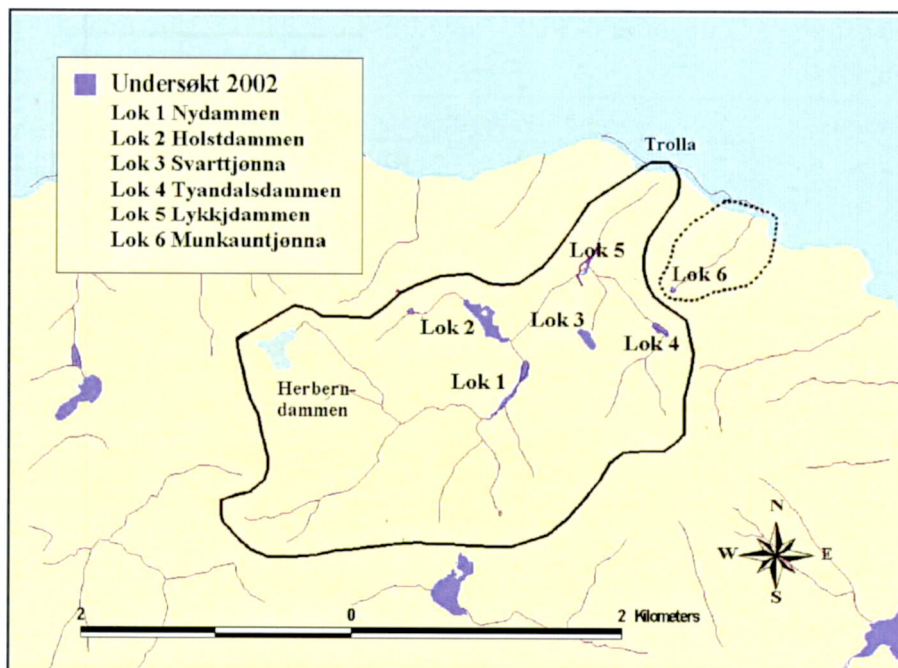 Undersøkt 2002
Lok 1 Nydammen
Lok 2 Holstdammen
Lok 3 Svarttjønna
Lok 4 Tyandalsdammen
Lok 5 Lykkjdammen
Lok 6 Munkauntjønna
Trolla
Lok 5
Lok 6
Lok 2
Lok 3
Lok 4
Lok 1
Herbern-
dammen
N
W E
S
2 0 2 Kilometers